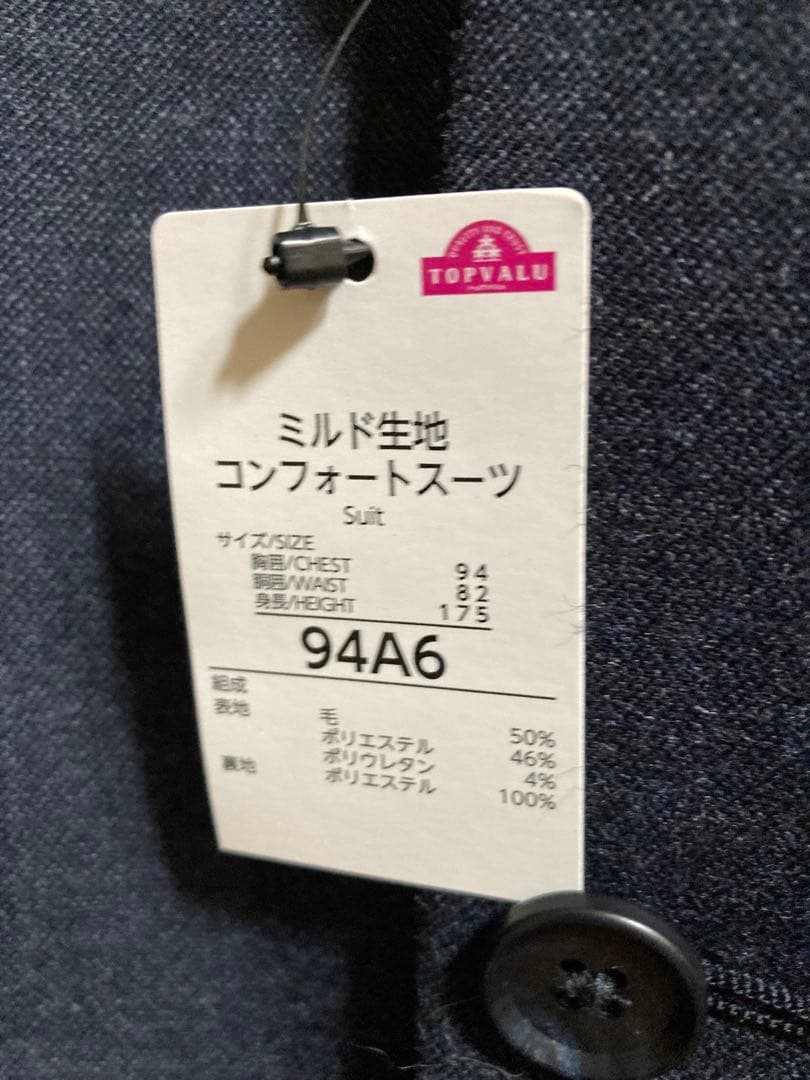 QUALITY AND TRUST
TOPVALU
ミルド生地
コンフォートスーツ
Suit
サイズ/SIZE
胸囲/CHEST 94
胴囲/WAIST 82
身長/HEIGHT 175
94A6
組成
表地 毛 50%
ポリエステル 46%
ポリウレタン 4%
裏地 ポリエステル 100%